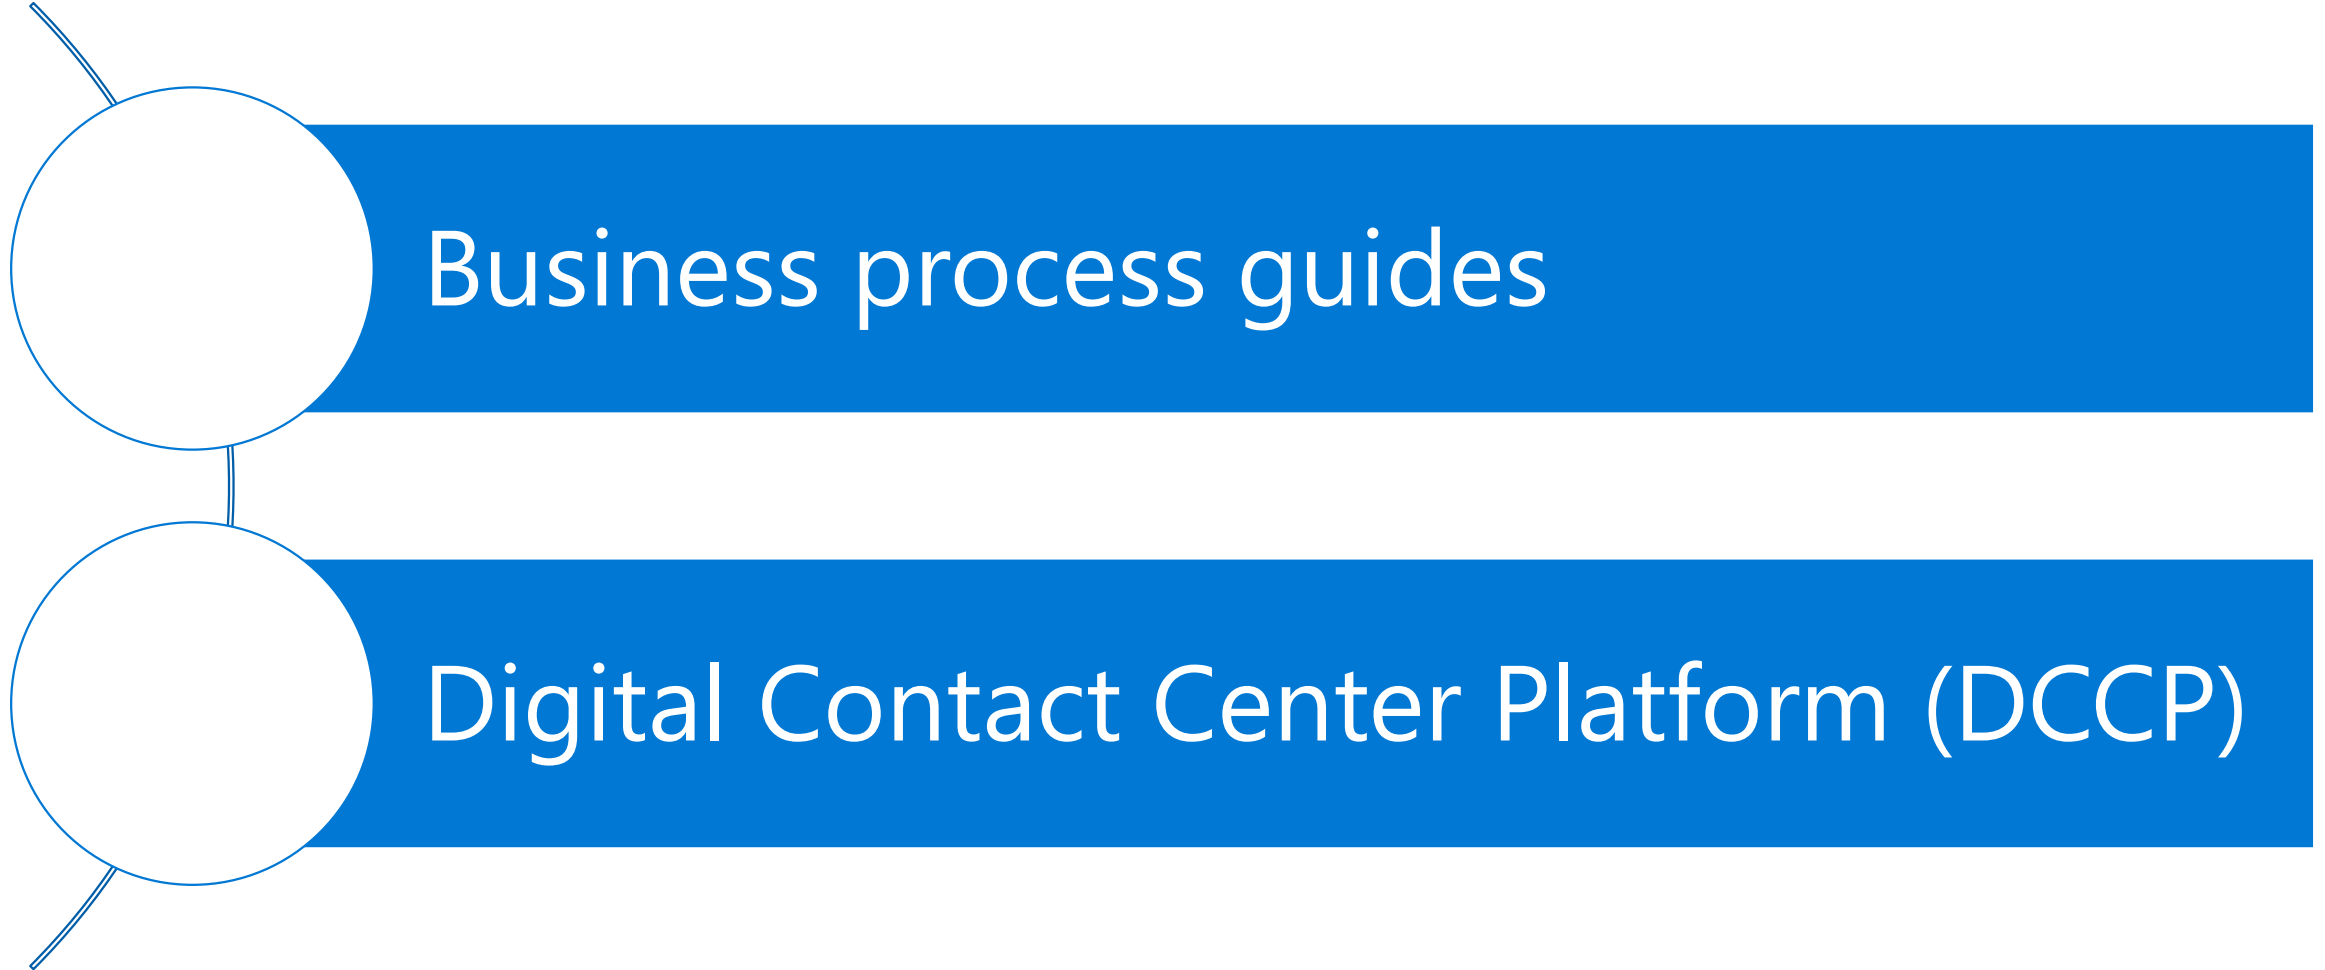 Business process guides
Digital Contact Center Platform (DCCP)